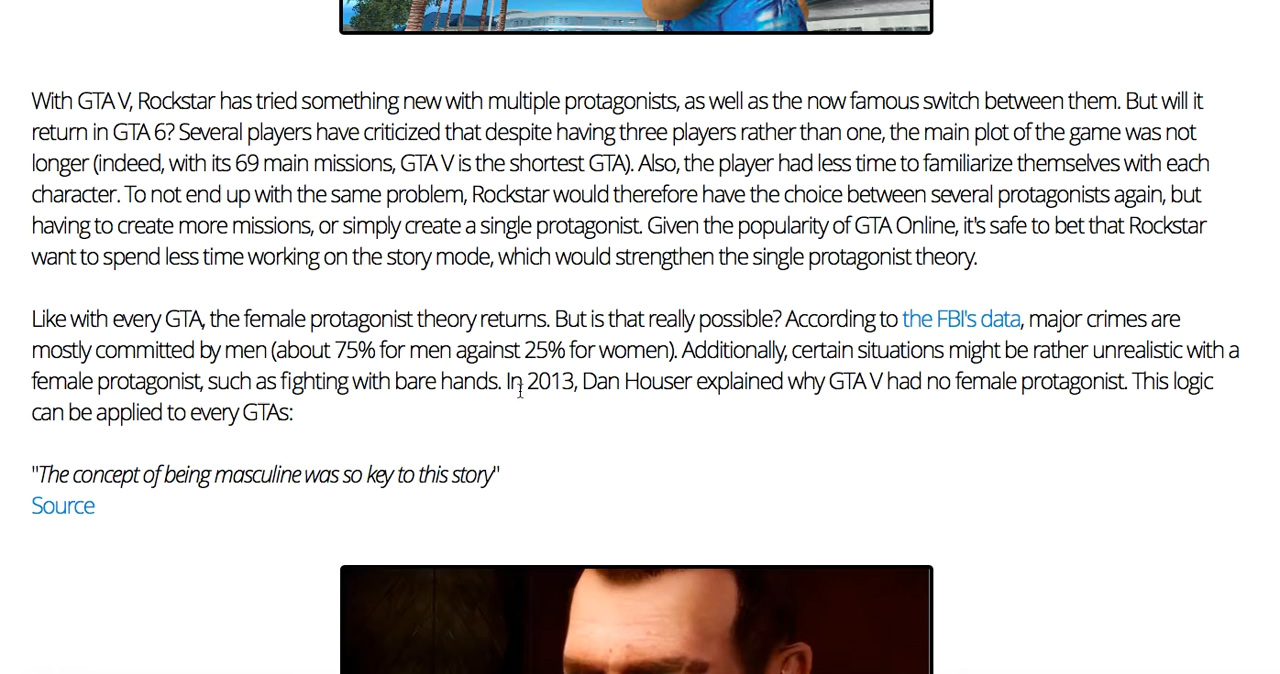 With GTA V, Rockstar has tried something new with multiple protagonists, as well as the now famous switch between them. But will it
return in GTA 6? Several players have criticized that despite having three players rather than one, the main plot of the game was not
longer (indeed, with its 69 main missions, GTA V is the shortest GTA). Also, the player had less time to familiarize themselves with each
character. To not end up with the same problem, Rockstar would therefore have the choice between several protagonists again, but
having to create more missions, or simply create a single protagonist. Given the popularity of GTA Online, it's safe to bet that Rockstar
want to spend less time working on the story mode, which would strengthen the single protagonist theory.
Like with every GTA, the female protagonist theory returns. But is that really possible? According to the FBI's data, major crimes are
mostly committed by men (about 75% for men against 25% for women). Additionally, certain situations might be rather unrealistic with a
female protagonist, such as fighting with bare hands. In 2013, Dan Houser explained why GTA V had no female protagonist. This logic
can be applied to every GTAs:
"The concept of being masculine was so key to this story"
Source